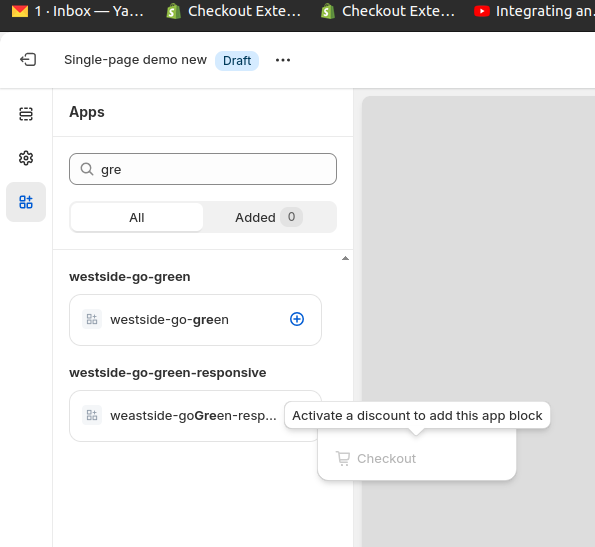 1 · Inbox — Ya… Checkout Exte… Checkout Exte… Integrating an
Single-page demo new Draft
Apps
gre
All Added 0
westside-go-green
westside-go-green
westside-go-green-responsive
weastside-goGreen-resp...
Activate a discount to add this app block
Checkout